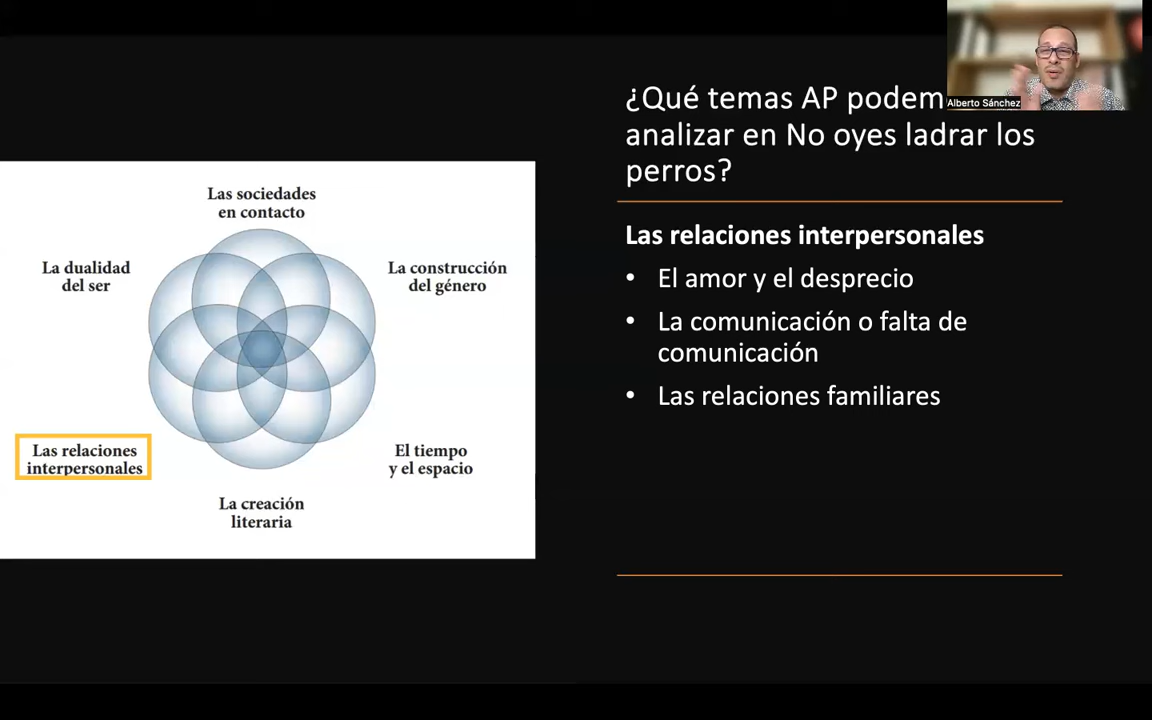 Alberto Sánchez
¿Qué temas AP podem
analizar en No oyes ladrar los
perros?
Las relaciones interpersonales
• El amor y el desprecio
• La comunicación o falta de
comunicación
• Las relaciones familiares
Las sociedades
en contacto
La dualidad
del ser
La construcción
del género
Las relaciones
interpersonales
El tiempo
y el espacio
La creación
literaria